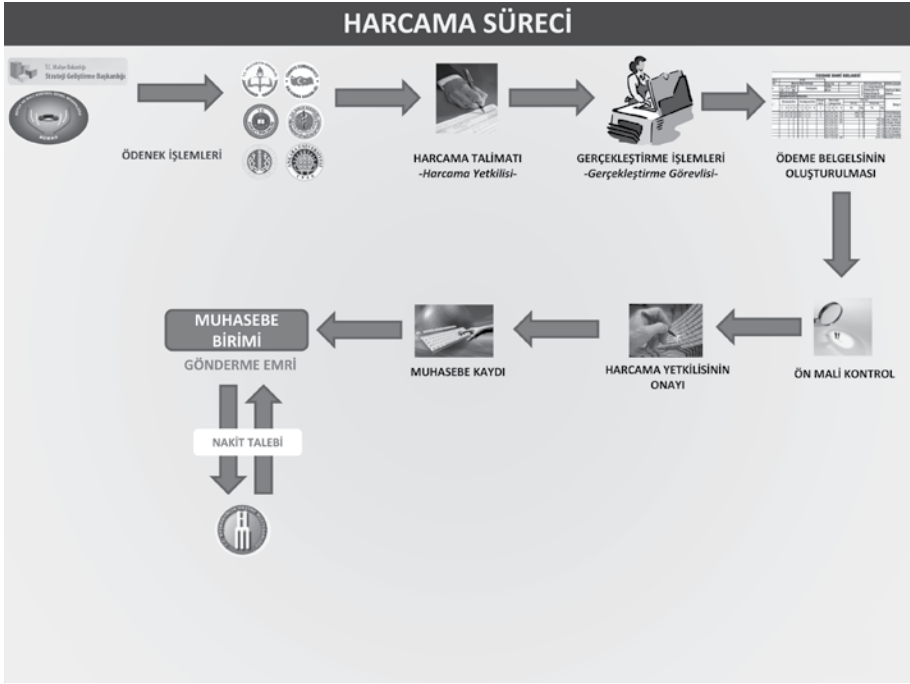 HARCAMA SÜRECİ
T.C. Maliye Bakanlığı
Strateji Geliştirme Başkanlığı
ÖDENEK İŞLEMLERİ
HARCAMA TALİMATI
-Harcama Yetkilisi-
GERÇEKLEŞTİRME İŞLEMLERİ
-Gerçekleştirme Görevlisi-
ÖDEME EMRİ BELGESİ
ÖDEME BELGELSİNİN
OLUŞTURULMASI
MUHASEBE
BİRİMİ
GÖNDERME EMRİ
MUHASEBE KAYDI
HARCAMA YETKİLİSİNİN
ONAYI
ÖN MALİ KONTROL
NAKİT TALEBİ